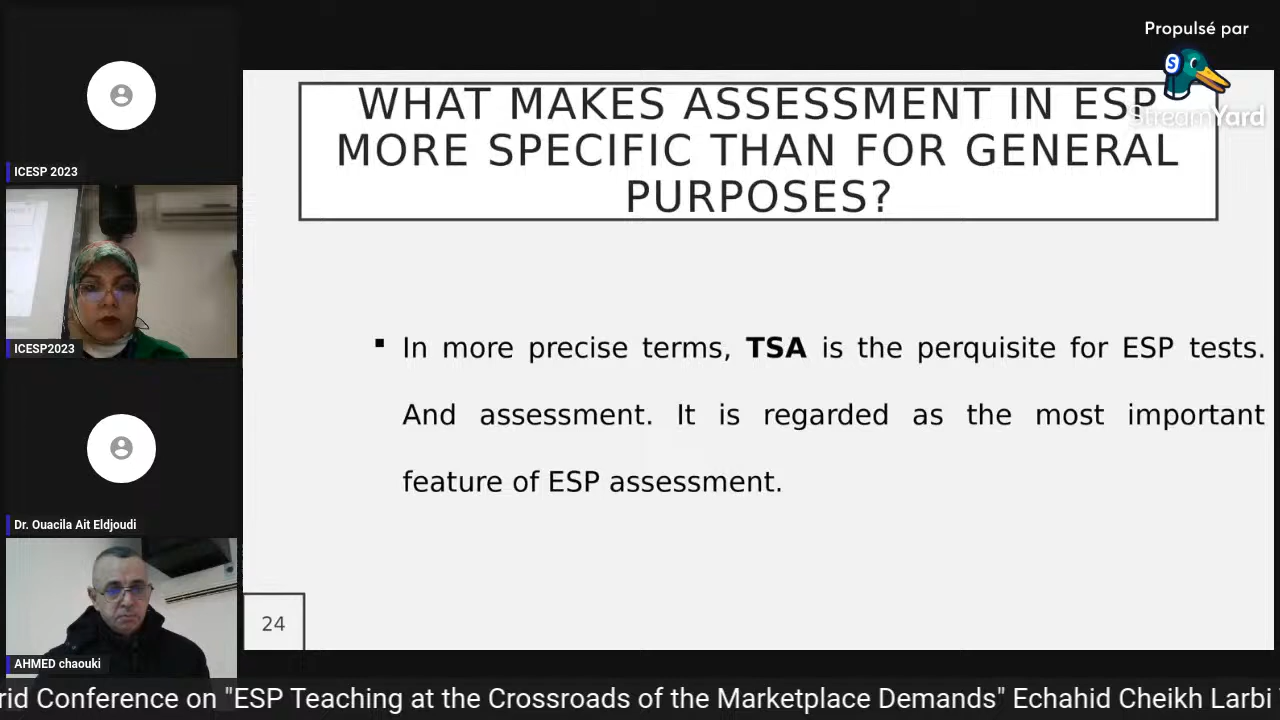 Propulsé par
StreamYard
WHAT MAKES ASSESSMENT IN ESP
MORE SPECIFIC THAN FOR GENERAL
PURPOSES?
ICESP 2023
ICESP2023
▪ In more precise terms, TSA is the perquisite for ESP tests.
And assessment. It is regarded as the most important
feature of ESP assessment.
Dr. Ouacila Ait Eldjoudi
24
AHMED chaouki
rid Conference on "ESP Teaching at the Crossroads of the Marketplace Demands" Echahid Cheikh Larbi